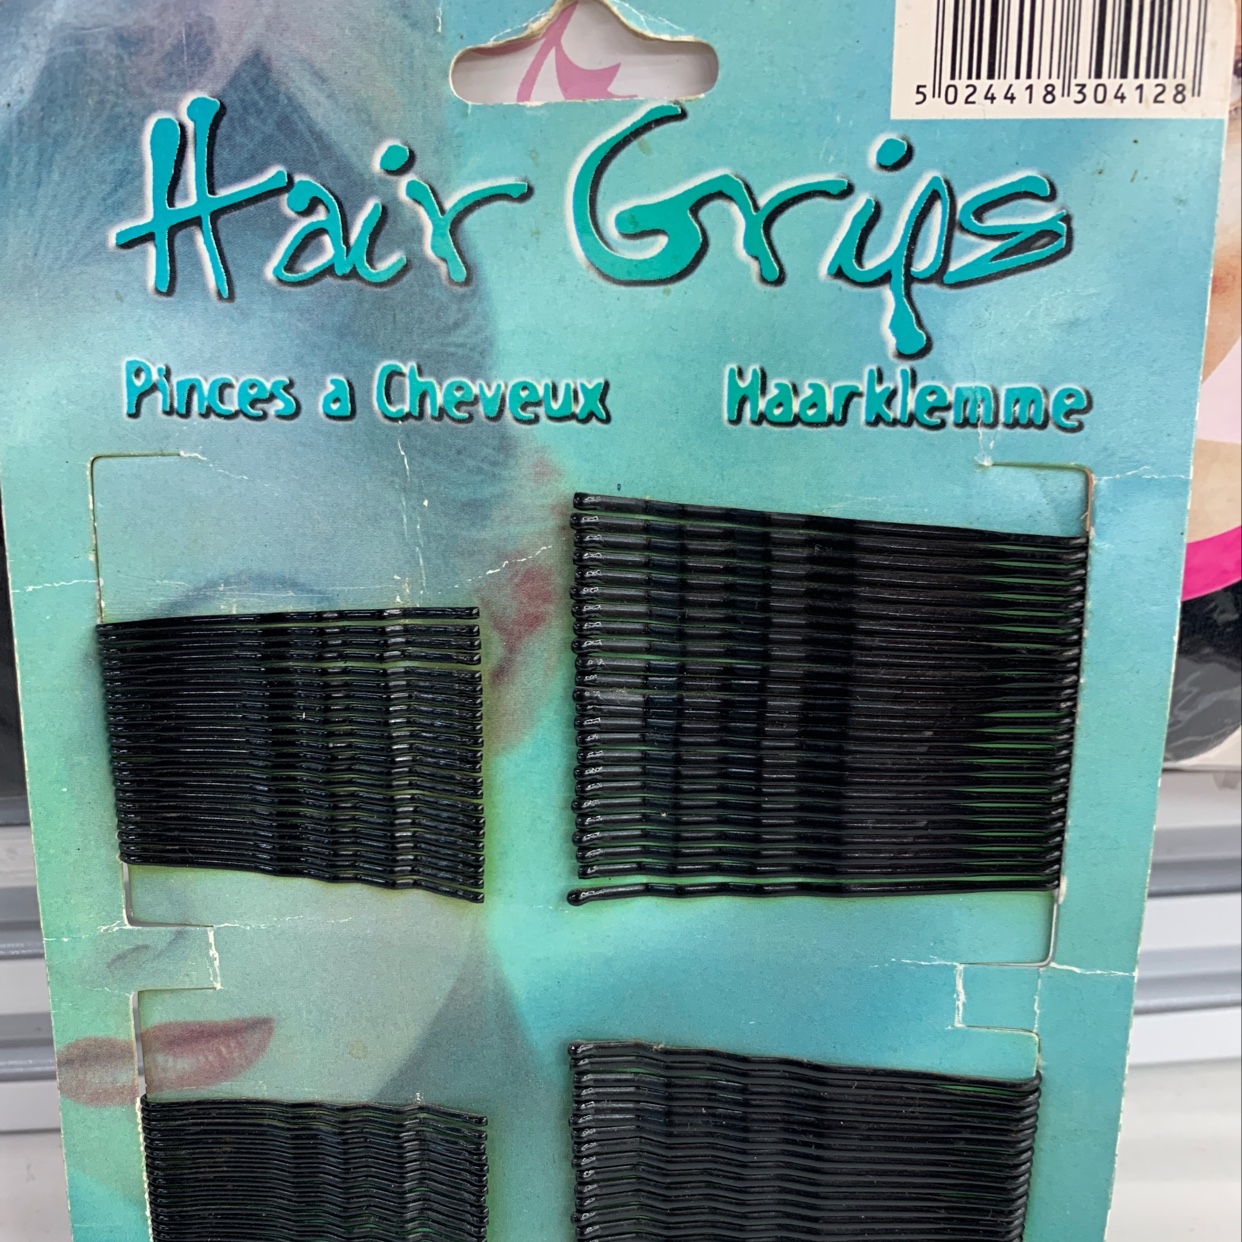 5 024418 304128
Hair Grips
Pinces a Cheveux
Haarklemme